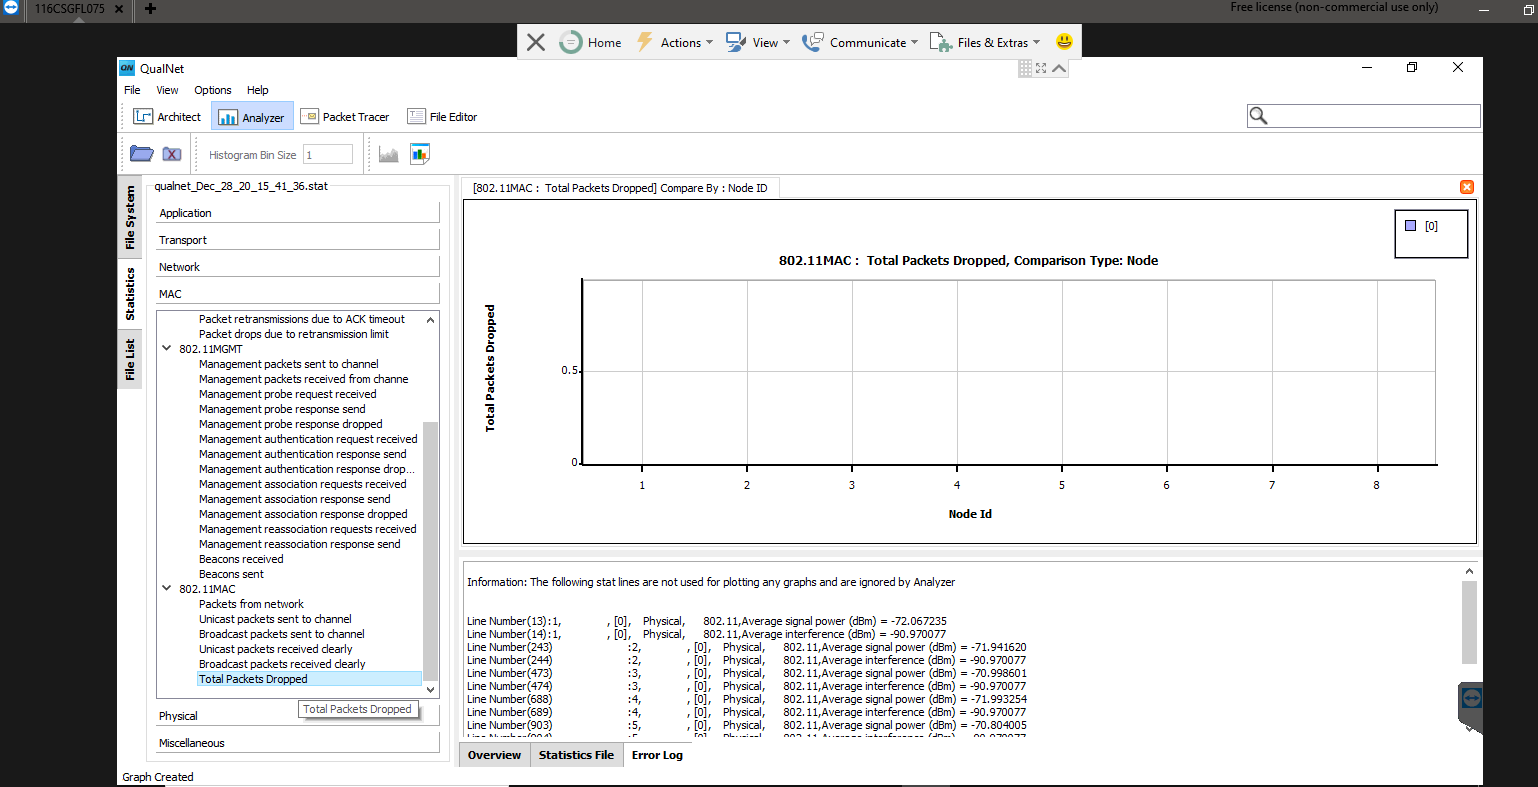 116CSGFL075
Free license (non-commercial use only)
Home Actions View Communicate Files & Extras
QN QualNet
File View Options Help
Architect Analyzer Packet Tracer File Editor
Histogram Bin Size 1
File System
Statistics
File List
qualnet_Dec_28_20_15_41_36.stat
Application
Transport
Network
MAC
Packet retransmissions due to ACK timeout
Packet drops due to retransmission limit
802.11MGMT
Management packets sent to channel
Management packets received from channe
Management probe request received
Management probe response send
Management probe response dropped
Management authentication request received
Management authentication response send
Management authentication response drop...
Management association requests received
Management association response send
Management association response dropped
Management reassociation requests received
Management reassociation response send
Beacons received
Beacons sent
802.11MAC
Packets from network
Unicast packets sent to channel
Broadcast packets sent to channel
Unicast packets received clearly
Broadcast packets received clearly
Total Packets Dropped
Total Packets Dropped
Physical
Miscellaneous
Graph Created
[802.11MAC : Total Packets Dropped] Compare By : Node ID
[0]
802.11MAC : Total Packets Dropped, Comparison Type: Node
Total Packets Dropped
0.5
0
1 2 3 4 5 6 7 8
Node Id
Information: The following stat lines are not used for plotting any graphs and are ignored by Analyzer
Line Number(13):1, , [0], Physical, 802.11,Average signal power (dBm) = -72.067235
Line Number(14):1, , [0], Physical, 802.11,Average interference (dBm) = -90.970077
Line Number(243) :2, , [0], Physical, 802.11,Average signal power (dBm) = -71.941620
Line Number(244) :2, , [0], Physical, 802.11,Average interference (dBm) = -90.970077
Line Number(473) :3, , [0], Physical, 802.11,Average signal power (dBm) = -70.998601
Line Number(474) :3, , [0], Physical, 802.11,Average interference (dBm) = -90.970077
Line Number(688) :4, , [0], Physical, 802.11,Average signal power (dBm) = -71.993254
Line Number(689) :4, , [0], Physical, 802.11,Average interference (dBm) = -90.970077
Line Number(903) :5, , [0], Physical, 802.11,Average signal power (dBm) = -70.804005
Overview Statistics File Error Log